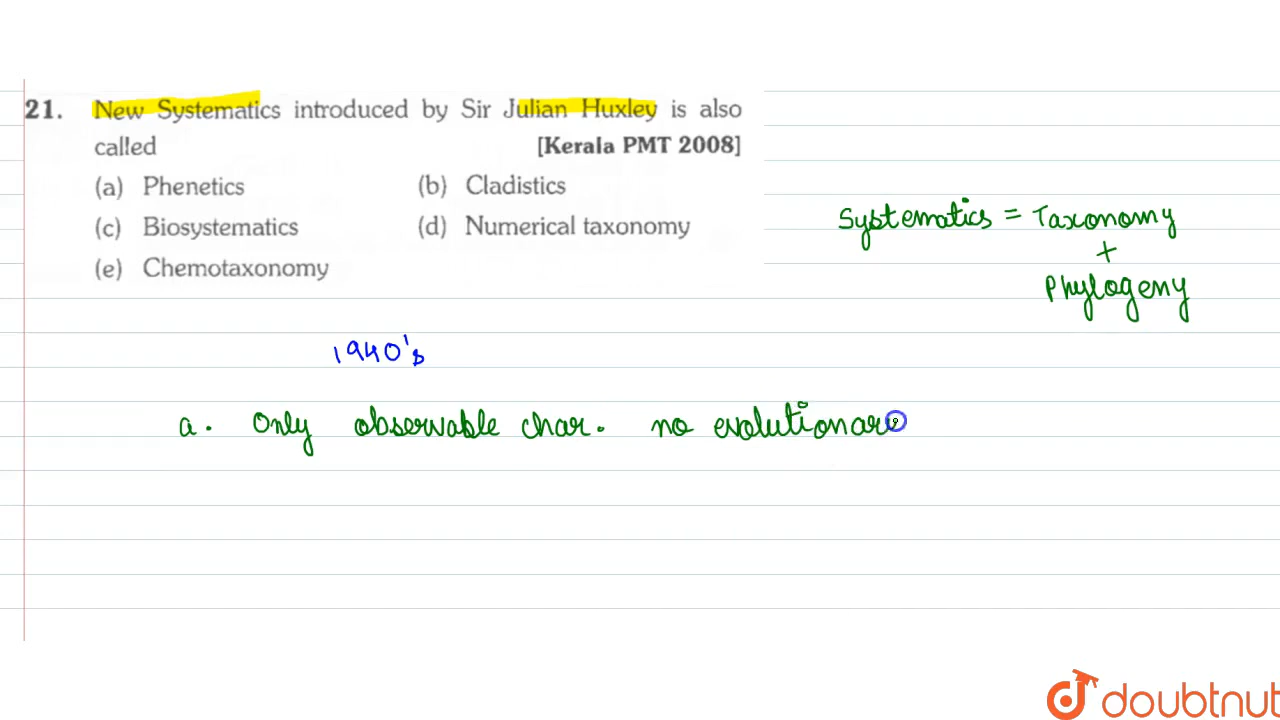 21. New Systematics introduced by Sir Julian Huxley is also
called [Kerala PMT 2008]
(a) Phenetics (b) Cladistics
(c) Biosystematics (d) Numerical taxonomy
(e) Chemotaxonomy
Systematics = Taxonomy
+
Phylogeny
1940's
a. Only observable char. no evolutionary
doubtnut